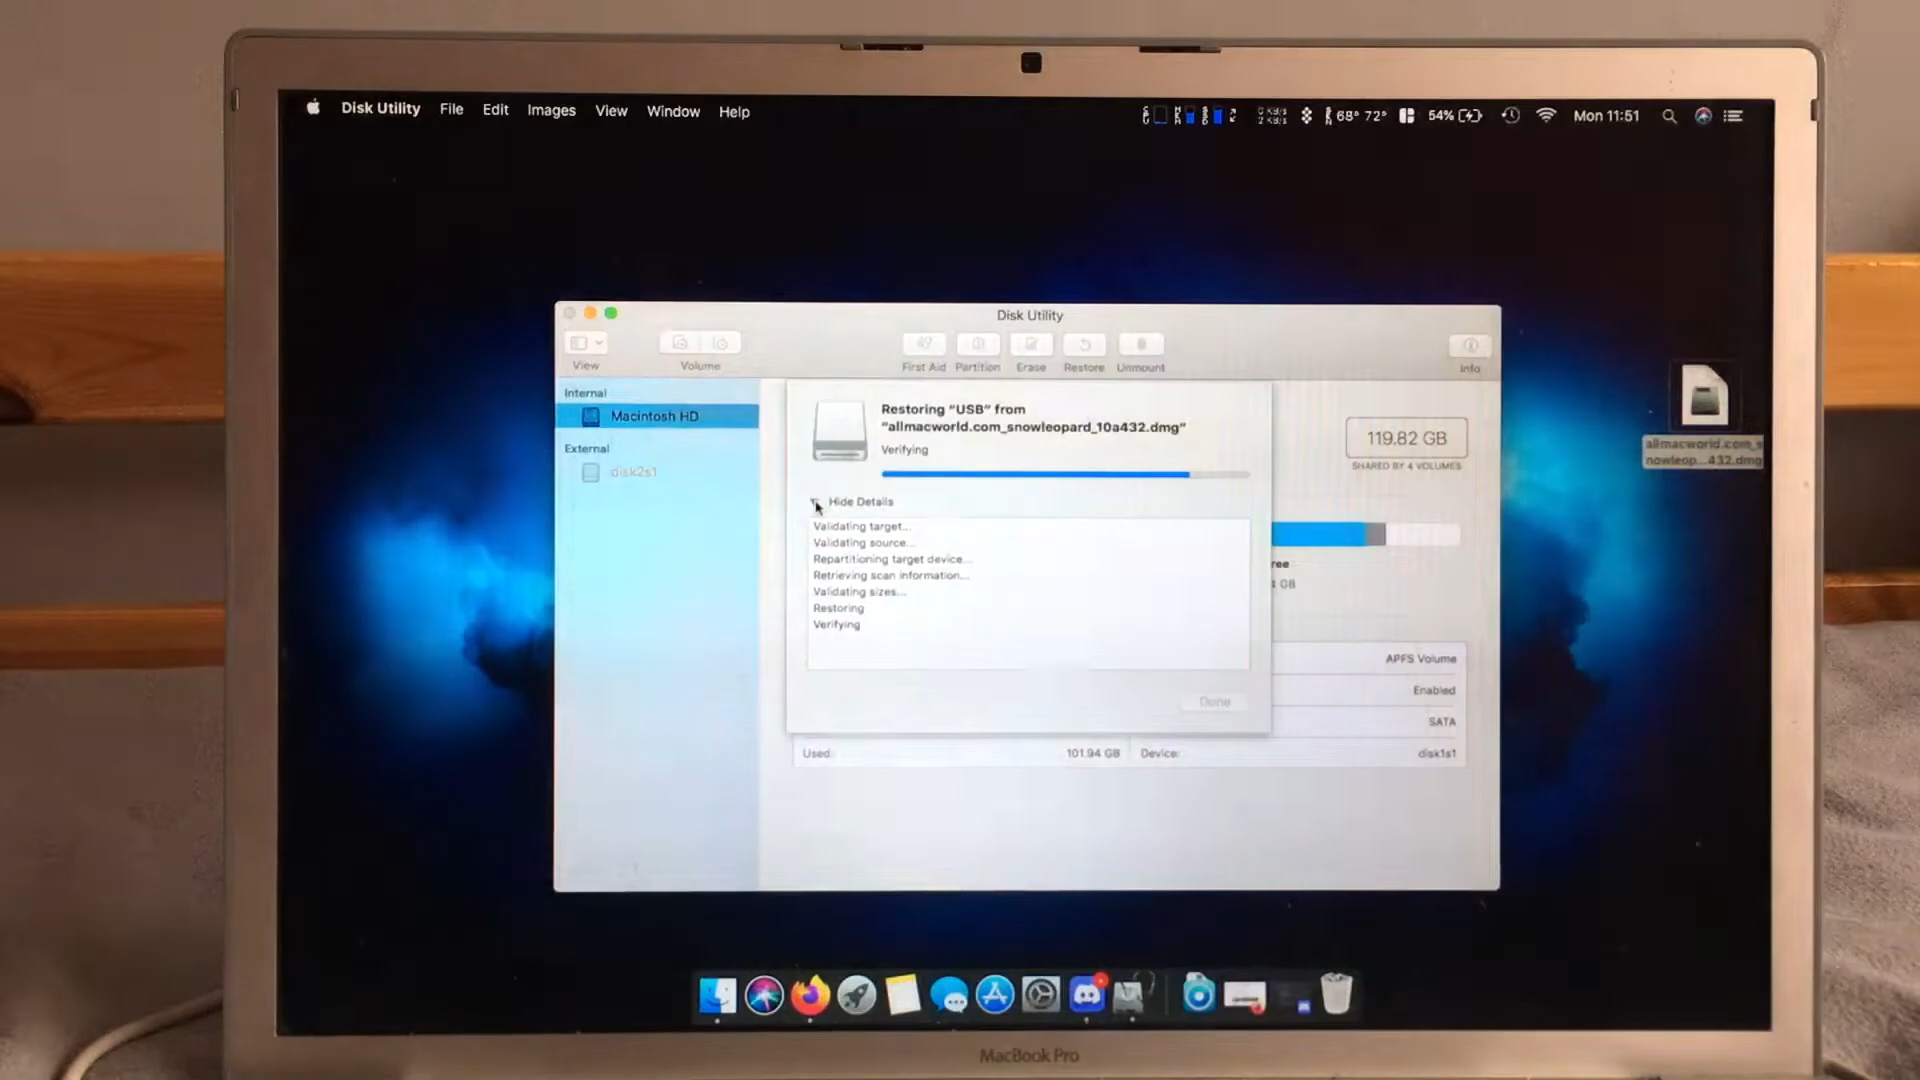 Disk Utility File Edit Images View Window Help
68° 72° 54% Mon 11:51
Disk Utility
View Volume First Aid Partition Erase Restore Unmount Info
Internal
Macintosh HD
External
disk2s1
Restoring “USB” from
“allmacworld.com_snowleopard_10a432.dmg”
Verifying
Hide Details
Validating target...
Validating source...
Repartitioning target device...
Retrieving scan information...
Validating sizes...
Restoring
Verifying
Done
119.82 GB
SHARED BY 4 VOLUMES
ree
GB
APFS Volume
Enabled
SATA
Used: 101.94 GB Device: disk1s1
allmacworld.com_s
nowleop...432.dmg
MacBook Pro